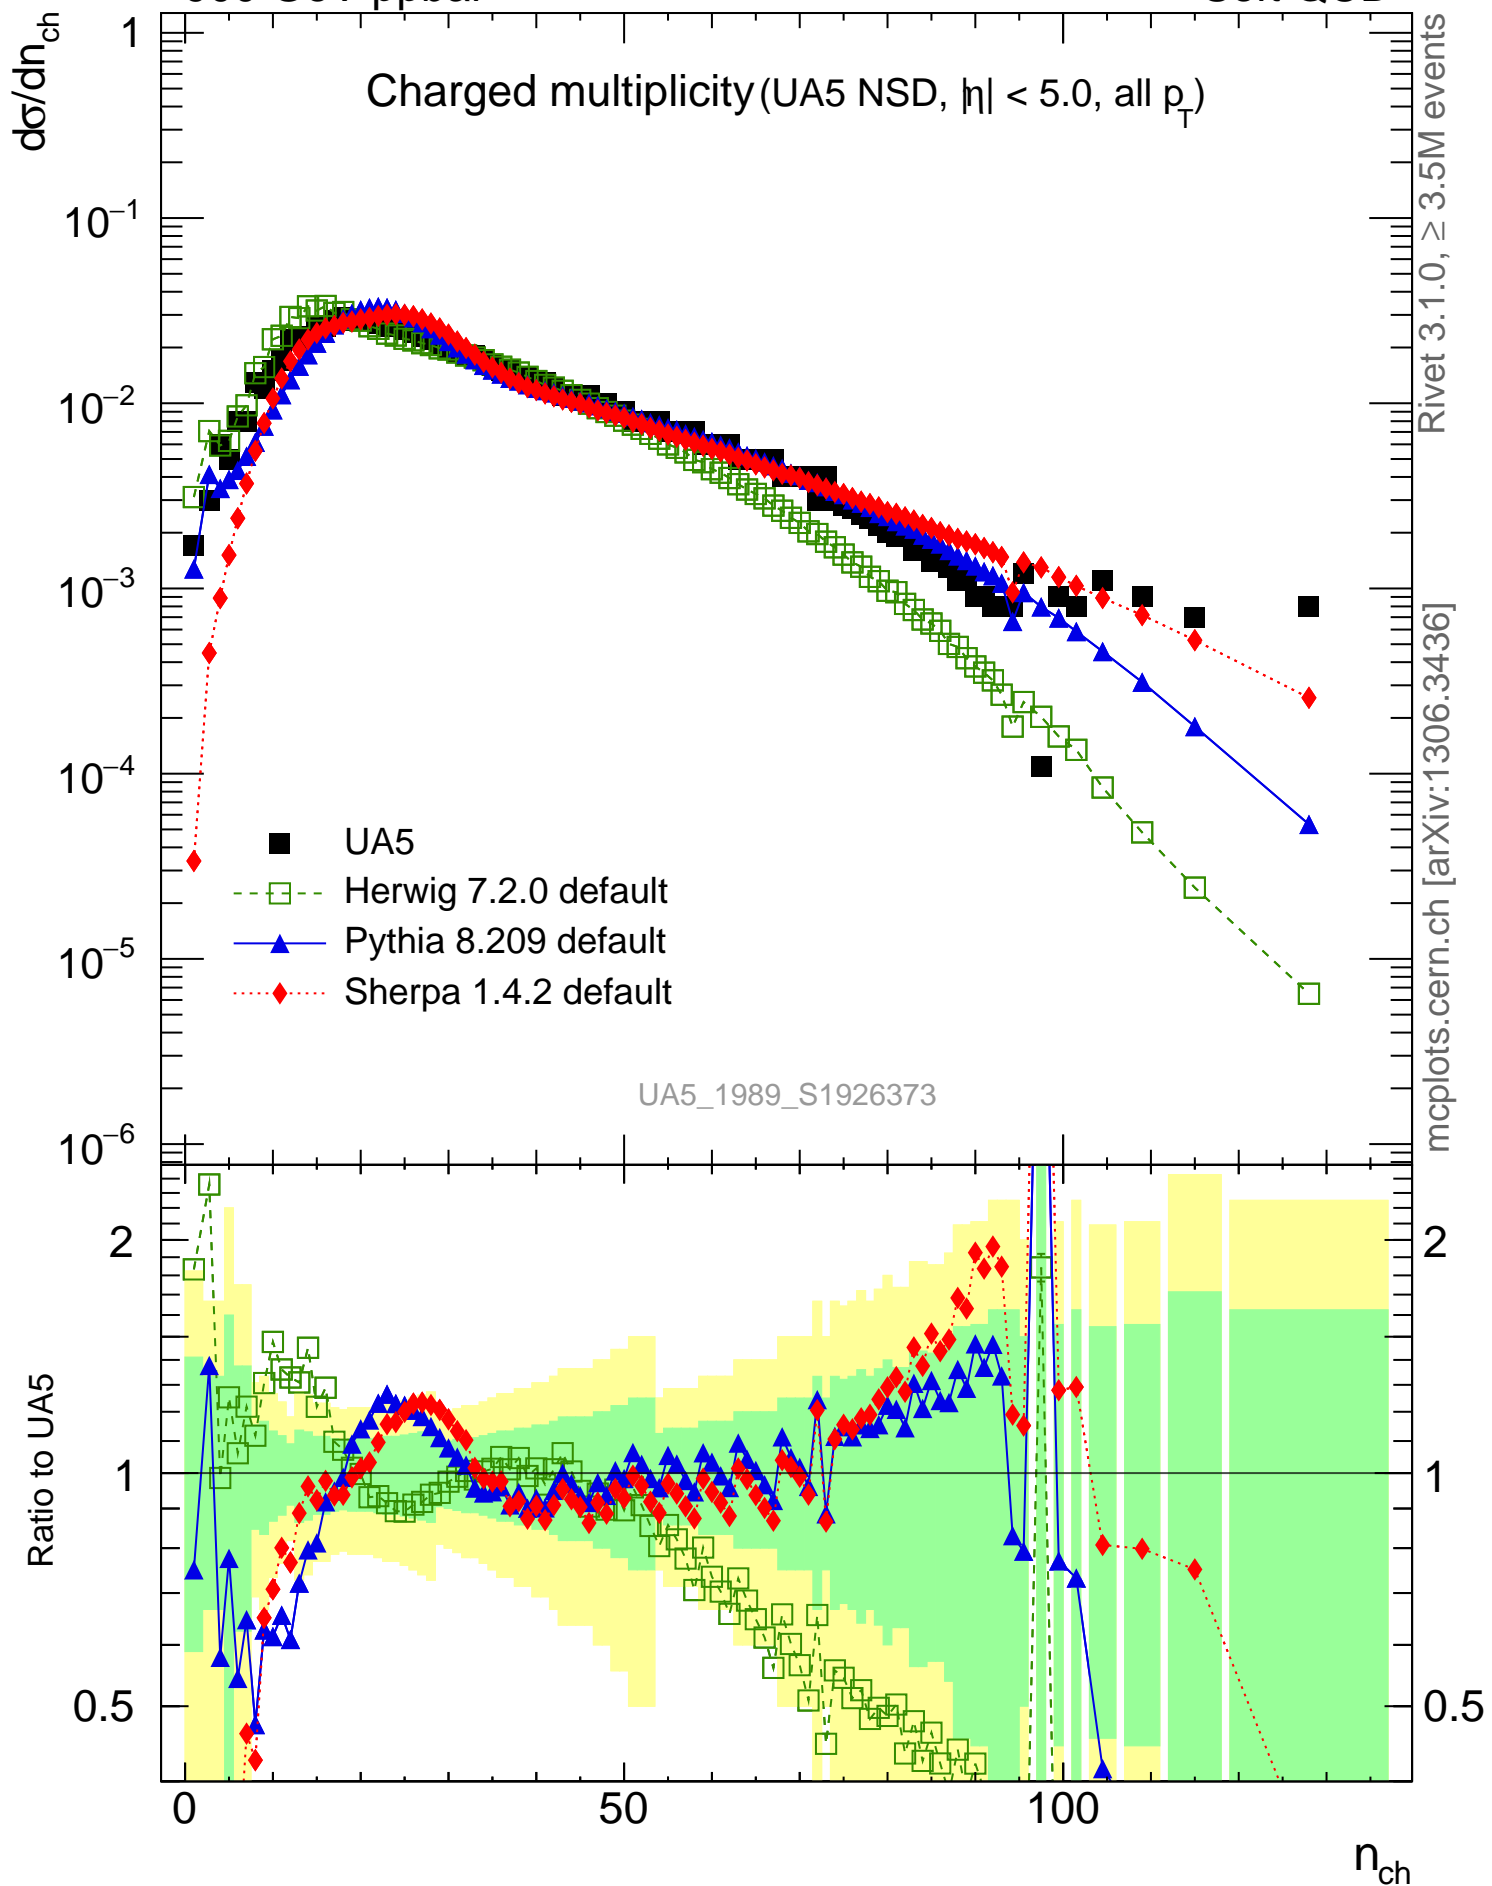 dσ/dn_ch
Charged multiplicity (UA5 NSD, |η| < 5.0, all p_T)
1
10^−1
10^−2
10^−3
10^−4
10^−5
10^−6
UA5
Herwig 7.2.0 default
Pythia 8.209 default
Sherpa 1.4.2 default
UA5_1989_S1926373
Rivet 3.1.0, ≥ 3.5M events
mcplots.cern.ch [arXiv:1306.3436]
Ratio to UA5
2
1
0.5
2
1
0.5
0 50 100
n_ch